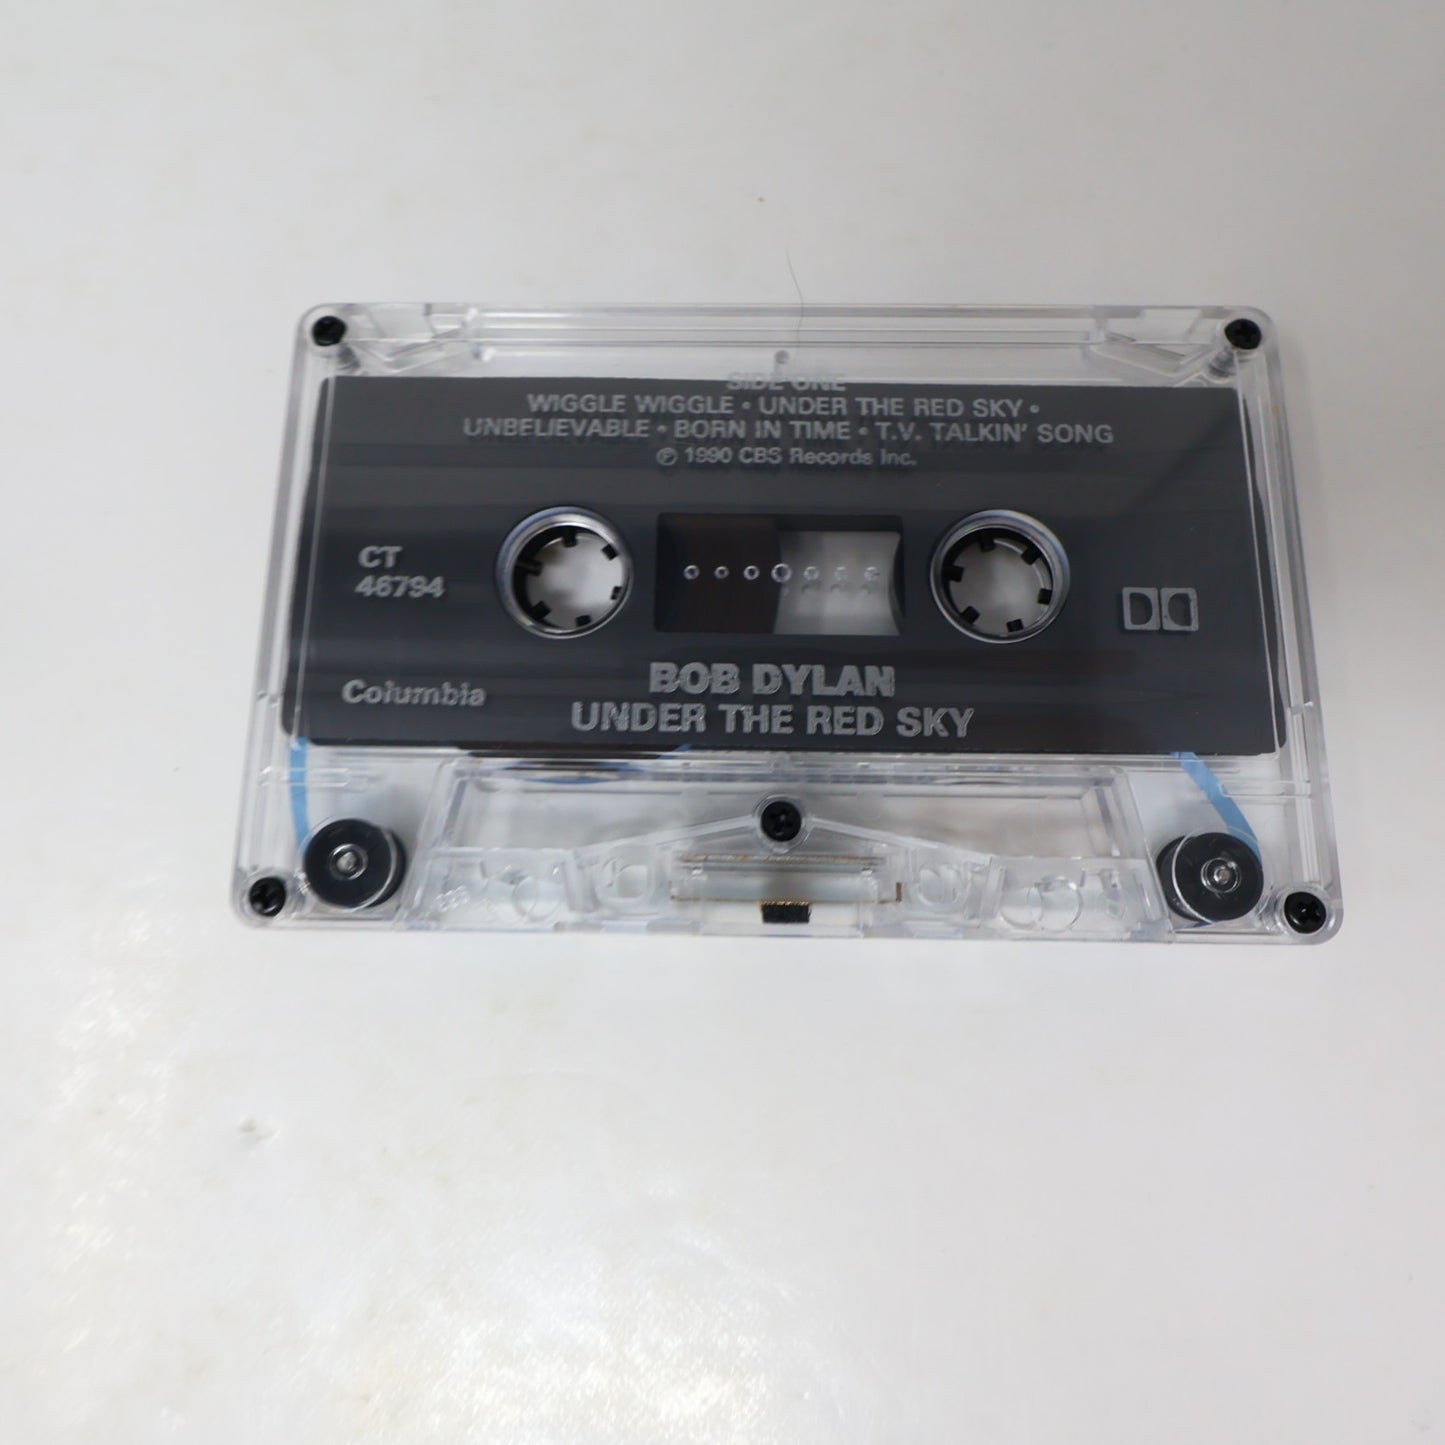 SIDE ONE
WIGGLE WIGGLE • UNDER THE RED SKY •
UNBELIEVABLE • BORN IN TIME • T.V. TALKIN' SONG
℗ 1990 CBS Records Inc.
CT
46794
Columbia
BOB DYLAN
UNDER THE RED SKY